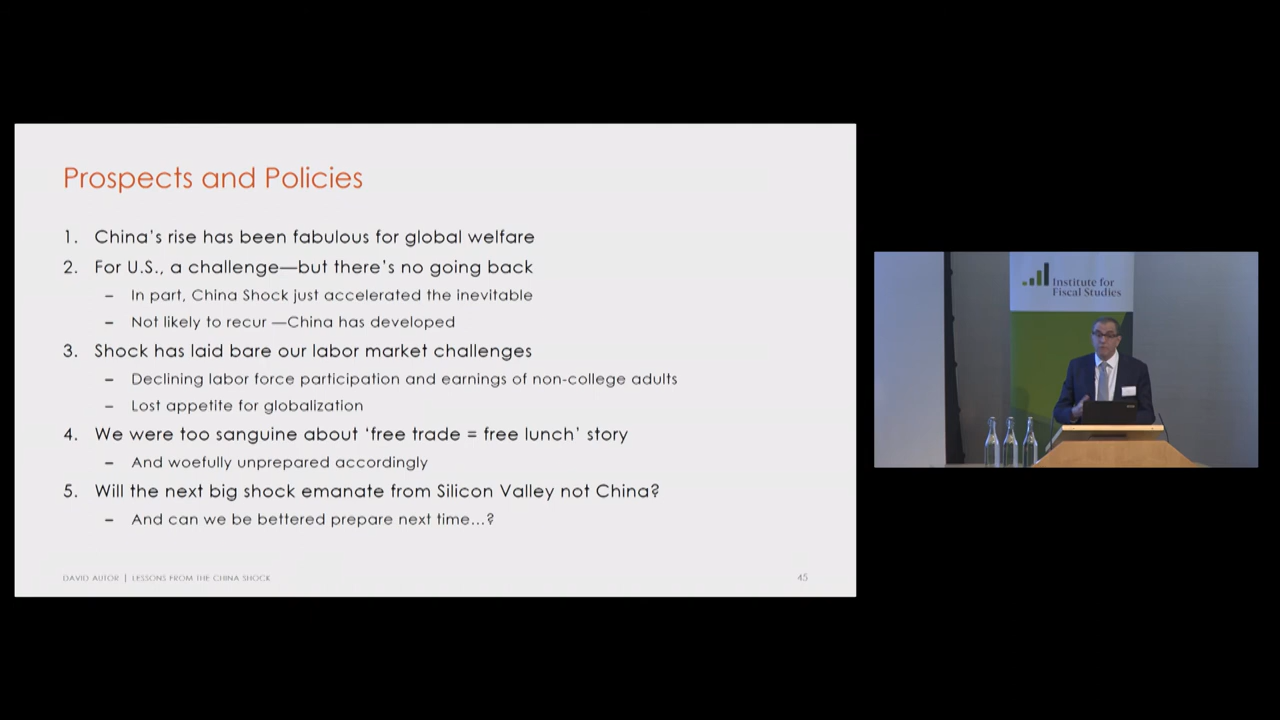 Prospects and Policies
1. China's rise has been fabulous for global welfare
2. For U.S., a challenge—but there's no going back
– In part, China Shock just accelerated the inevitable
– Not likely to recur —China has developed
3. Shock has laid bare our labor market challenges
– Declining labor force participation and earnings of non-college adults
– Lost appetite for globalization
4. We were too sanguine about 'free trade = free lunch' story
– And woefully unprepared accordingly
5. Will the next big shock emanate from Silicon Valley not China?
– And can we be bettered prepare next time...?
DAVID AUTOR | LESSONS FROM THE CHINA SHOCK
45
Institute for
Fiscal Studies